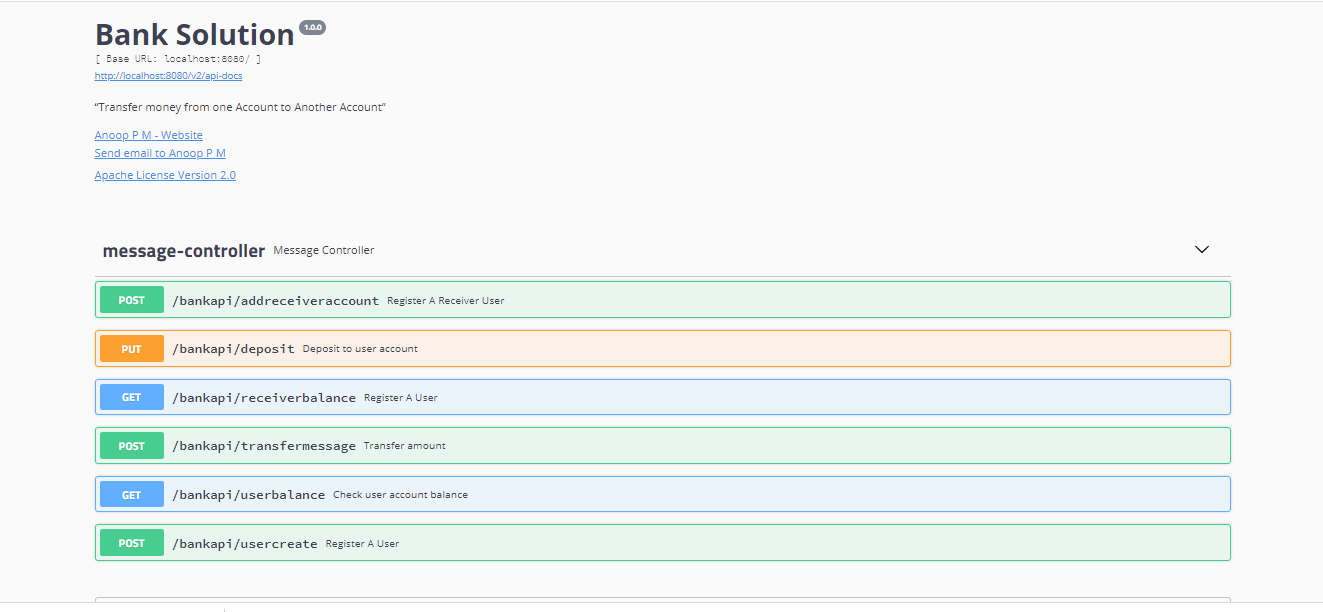 Bank Solution 1.0.0
[ Base URL: localhost:8080/ ]
http://localhost:8080/v2/api-docs
“Transfer money from one Account to Another Account”
Anoop P M - Website
Send email to Anoop P M
Apache License Version 2.0
message-controller Message Controller
POST /bankapi/addreceiveraccount Register A Receiver User
PUT /bankapi/deposit Deposit to user account
GET /bankapi/receiverbalance Register A User
POST /bankapi/transfermessage Transfer amount
GET /bankapi/userbalance Check user account balance
POST /bankapi/usercreate Register A User